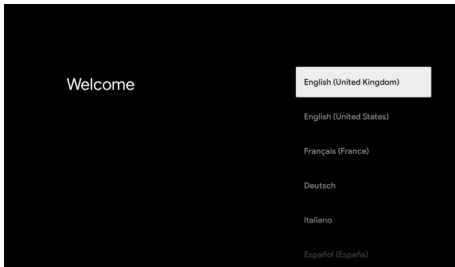 Welcome
English (United Kingdom)
English (United States)
Français (France)
Deutsch
Italiano
Español (España)